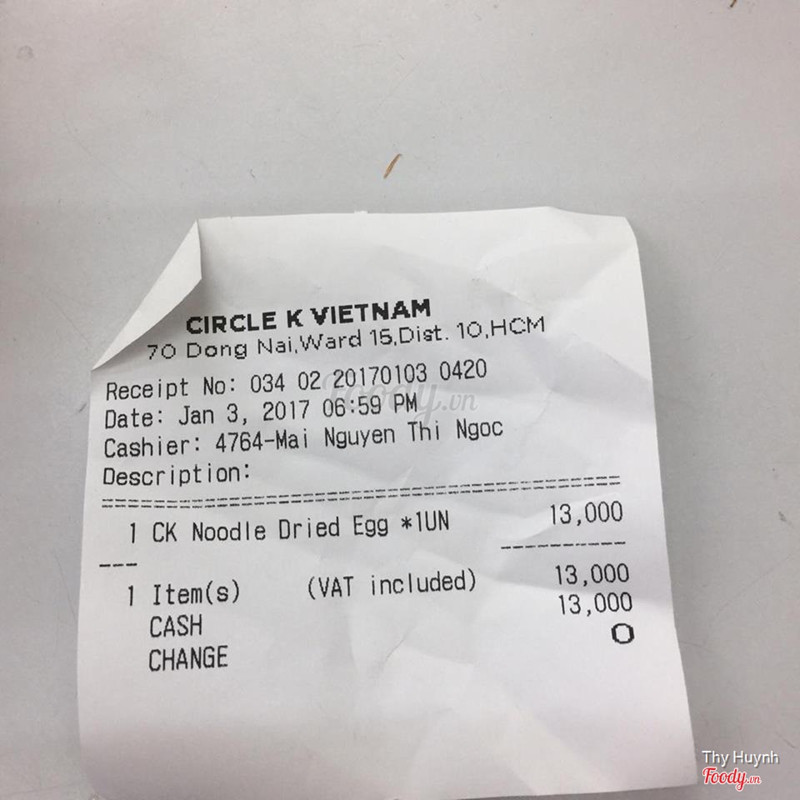 CIRCLE K VIETNAM
70 Dong Nai,Ward 15,Dist. 10,HCM
Receipt No: 034 02 20170103 0420
Date: Jan 3, 2017 06:59 PM
Cashier: 4764-Mai Nguyen Thi Ngoc
Description:
1 CK Noodle Dried Egg *1UN 13,000
1 Item(s) (VAT included) 13,000
CASH 13,000
CHANGE 0
Foody.vn
Thy Huynh
Foody.vn